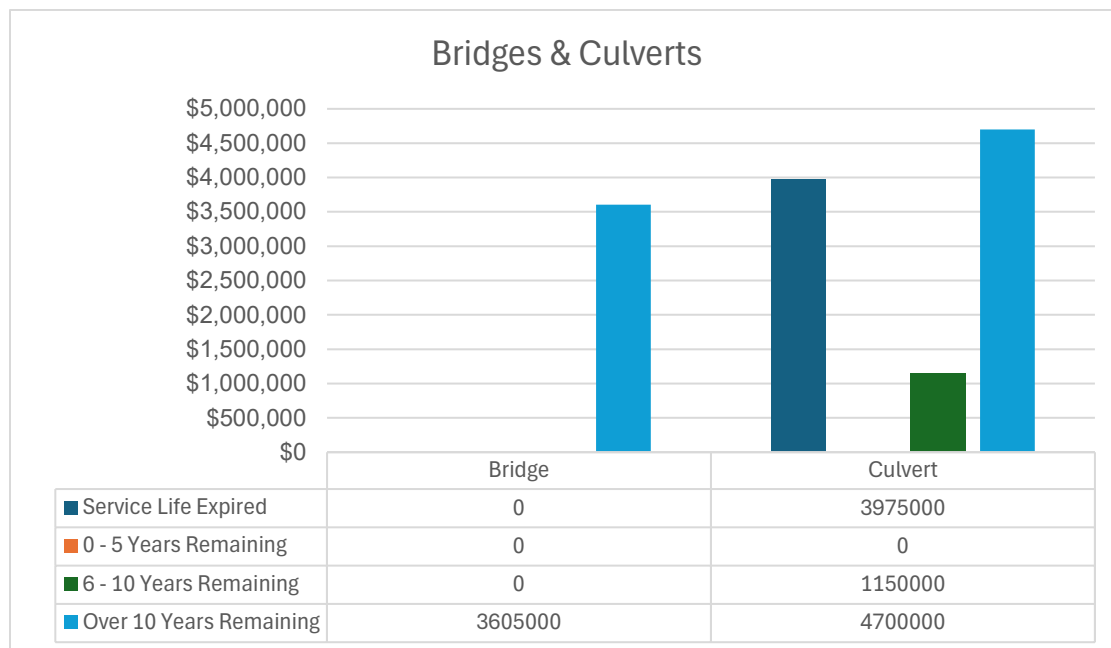 Bridges & Culverts
$5,000,000
$4,500,000
$4,000,000
$3,500,000
$3,000,000
$2,500,000
$2,000,000
$1,500,000
$1,000,000
$500,000
$0
Bridge Culvert
Service Life Expired 0 3975000
0 - 5 Years Remaining 0 0
6 - 10 Years Remaining 0 1150000
Over 10 Years Remaining 3605000 4700000